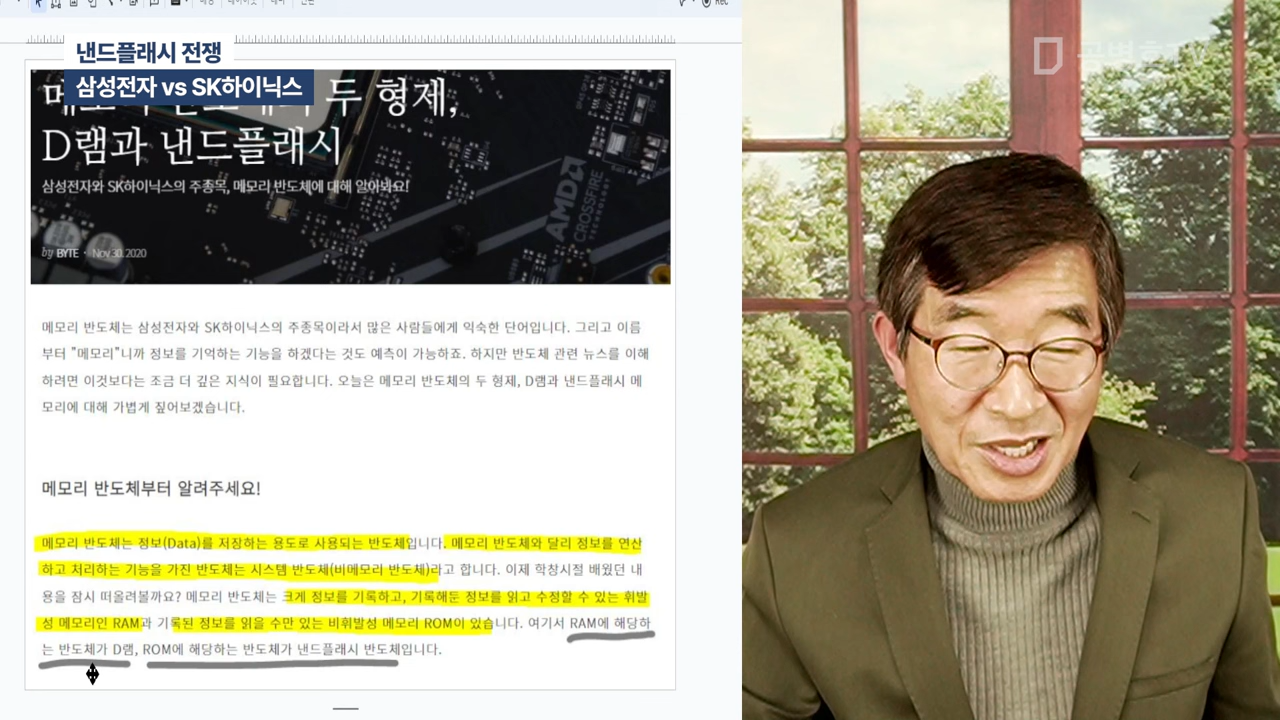 낸드플래시 전쟁
삼성전자 vs SK하이닉스
두 형제,
D램과 낸드플래시
삼성전자와 SK하이닉스의 주종목, 메모리 반도체에 대해 알아봐요!
by BYTE · Nov 30. 2020
AMD
CROSSFIRE
TECHNOLOGY
메모리 반도체는 삼성전자와 SK하이닉스의 주종목이라서 많은 사람들에게 익숙한 단어입니다. 그리고 이름
부터 "메모리"니까 정보를 기억하는 기능을 하겠다는 것도 예측이 가능하죠. 하지만 반도체 관련 뉴스를 이해
하려면 이것보다는 조금 더 깊은 지식이 필요합니다. 오늘은 메모리 반도체의 두 형제, D램과 낸드플래시 메
모리에 대해 가볍게 짚어보겠습니다.
메모리 반도체부터 알려주세요!
메모리 반도체는 정보(Data)를 저장하는 용도로 사용되는 반도체입니다. 메모리 반도체와 달리 정보를 연산
하고 처리하는 기능을 가진 반도체는 시스템 반도체(비메모리 반도체)라고 합니다. 이제 학창시절 배웠던 내
용을 잠시 떠올려볼까요? 메모리 반도체는 크게 정보를 기록하고, 기록해둔 정보를 읽고 수정할 수 있는 휘발
성 메모리인 RAM과 기록된 정보를 읽을 수만 있는 비휘발성 메모리 ROM이 있습니다. 여기서 RAM에 해당하
는 반도체가 D램, ROM에 해당하는 반도체가 낸드플래시 반도체입니다.